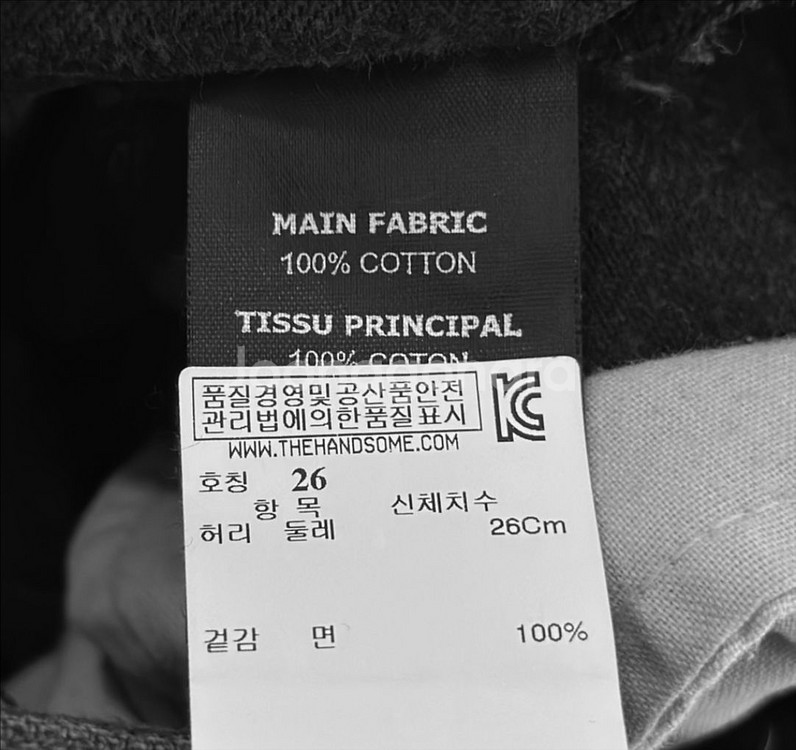 MAIN FABRIC
100% COTTON
TISSU PRINCIPAL
100% COTON
품질경영및공산품안전
관리법에의한품질표시
WWW.THEHANDSOME.COM
호칭 26
항 목 신체치수
허리 둘레 26Cm
겉감 면 100%